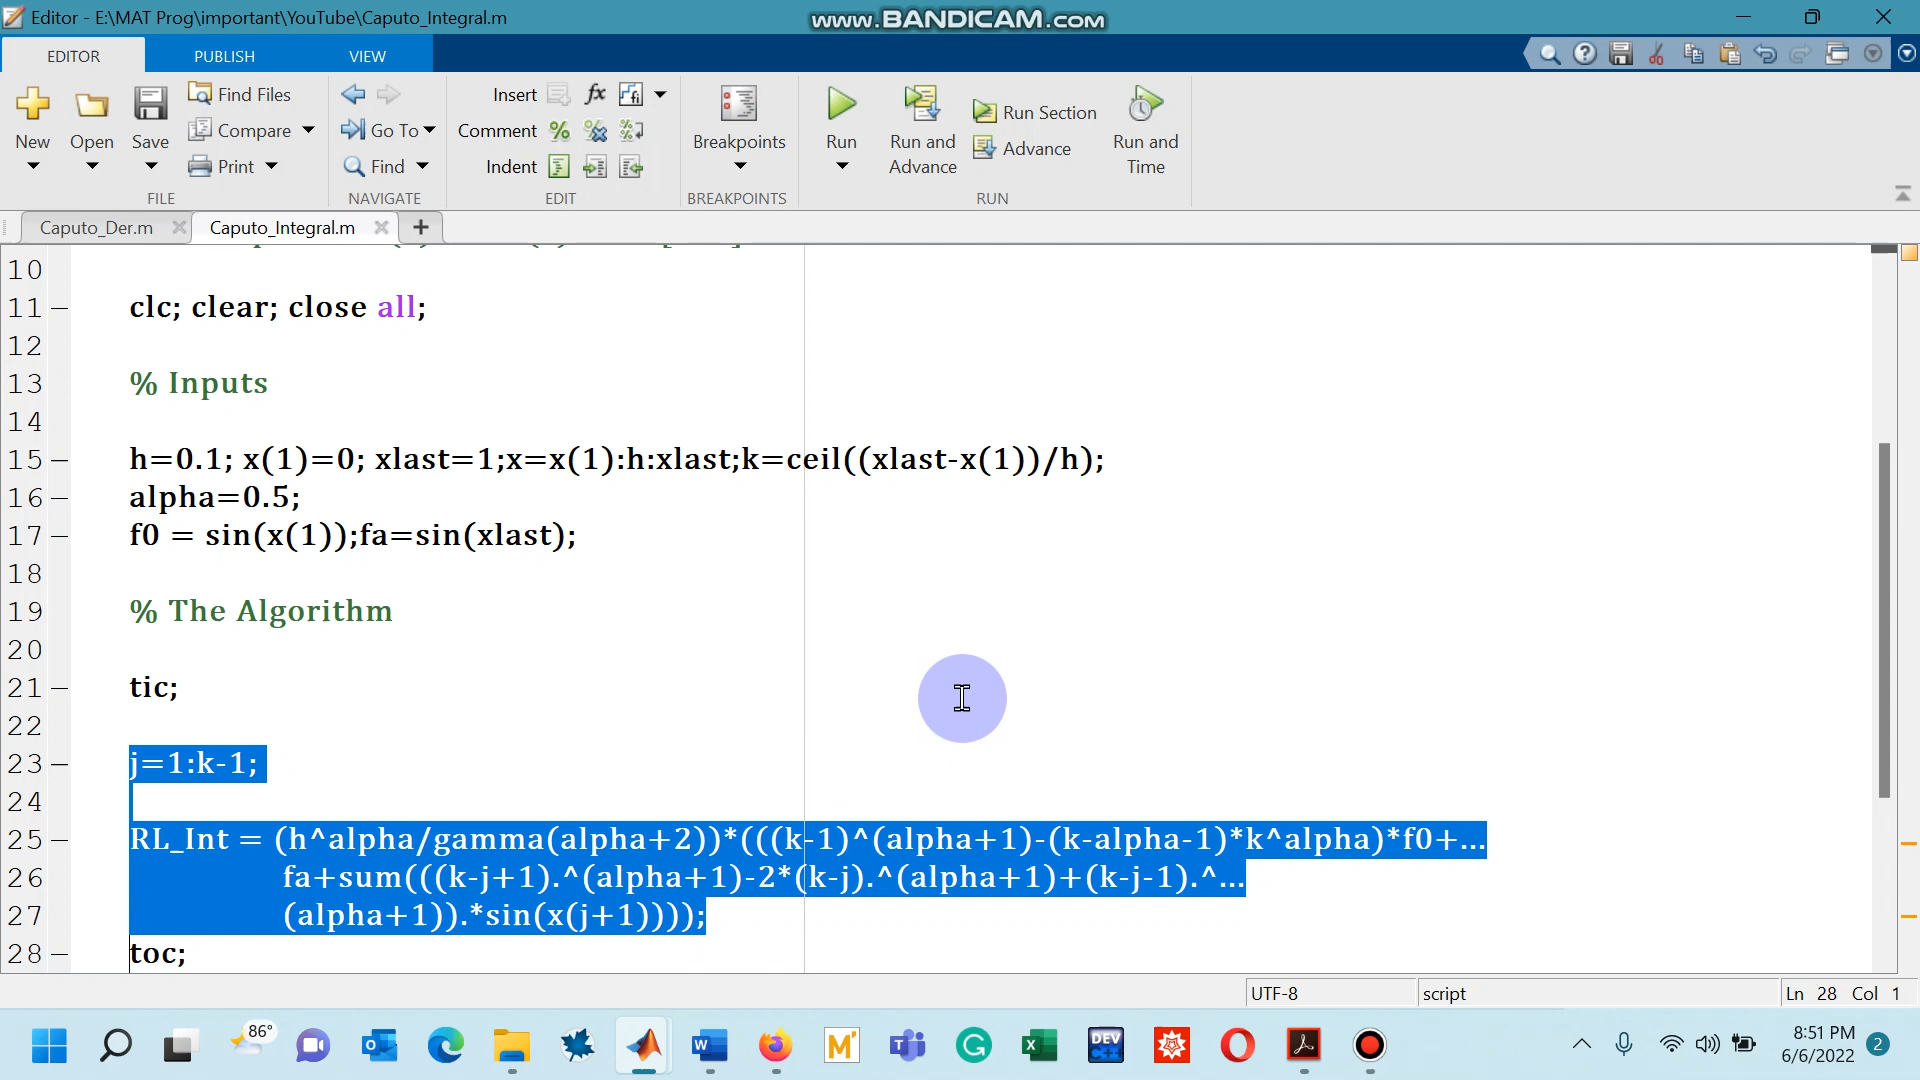 Editor - E:\MAT Prog\important\YouTube\Caputo_Integral.m
www.BANDICAM.com
EDITOR PUBLISH VIEW
New Open Save Find Files Compare Print
Go To Find
Insert Comment Indent
Breakpoints
Run Run and Advance Run Section Advance Run and Time
FILE NAVIGATE EDIT BREAKPOINTS RUN
Caputo_Der.m Caputo_Integral.m
10
11 clc; clear; close all;
12
13 % Inputs
14
15 h=0.1; x(1)=0; xlast=1;x=x(1):h:xlast;k=ceil((xlast-x(1))/h);
16 alpha=0.5;
17 f0 = sin(x(1));fa=sin(xlast);
18
19 % The Algorithm
20
21 tic;
22
23 j=1:k-1;
24
25 RL_Int = (h^alpha/gamma(alpha+2))*(((k-1)^(alpha+1)-(k-alpha-1)*k^alpha)*f0+...
26 fa+sum(((k-j+1).^(alpha+1)-2*(k-j).^(alpha+1)+(k-j-1).^...
27 (alpha+1)).*sin(x(j+1))));
28 toc;
UTF-8 script Ln 28 Col 1
86°
DEV C++
8:51 PM
6/6/2022 2